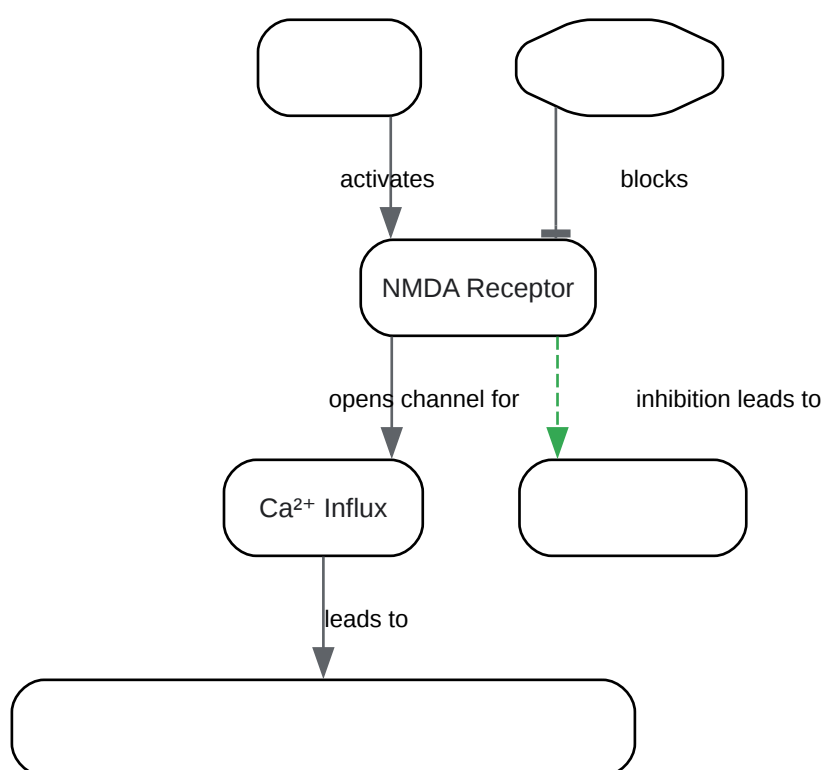 activates
blocks
NMDA Receptor
opens channel for
inhibition leads to
Ca²⁺ Influx
leads to